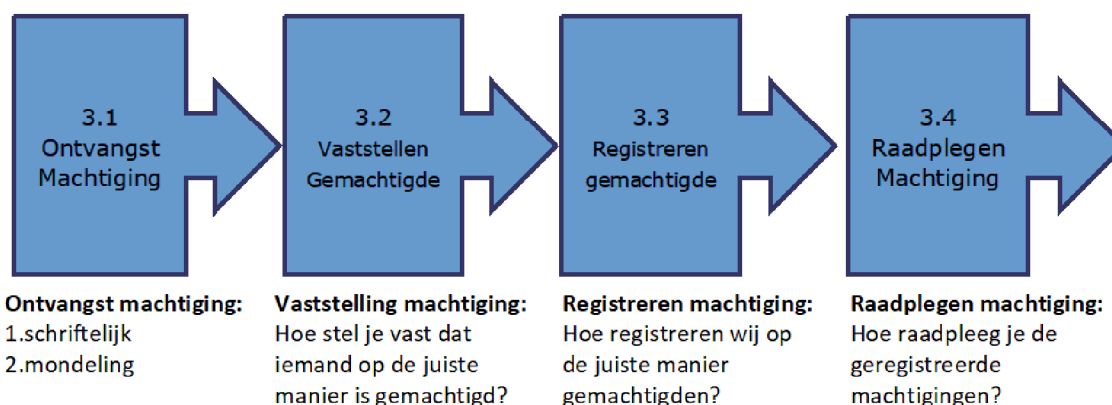 3.1
Ontvangst
Machtiging
3.2
Vaststellen
Gemachtigde
3.3
Registreren
gemachtigde
3.4
Raadplegen
Machtiging
Ontvangst machtiging:
1.schriftelijk
2.mondeling
Vaststelling machtiging:
Hoe stel je vast dat
iemand op de juiste
manier is gemachtigd?
Registreren machtiging:
Hoe registreren wij op
de juiste manier
gemachtigden?
Raadplegen machtiging:
Hoe raadpleeg je de
geregistreerde
machtigingen?